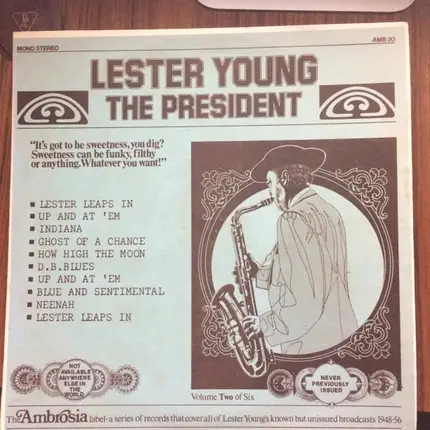 MONO STEREO
AMB 20
LESTER YOUNG
THE PRESIDENT
"It's got to be sweetness, you dig?
Sweetness can be funky, filthy
or anything. Whatever you want!"
LESTER LEAPS IN
UP AND AT 'EM
INDIANA
GHOST OF A CHANCE
HOW HIGH THE MOON
D.B. BLUES
UP AND AT 'EM
BLUE AND SENTIMENTAL
NEENAH
LESTER LEAPS IN
NOT
AVAILABLE
ANYWHERE
ELSE IN
THE
WORLD
Volume Two of Six
NEVER
PREVIOUSLY
ISSUED
The Ambrosia label-a series of records that cover all of Lester Young's known but unissued broadcasts 1948-56